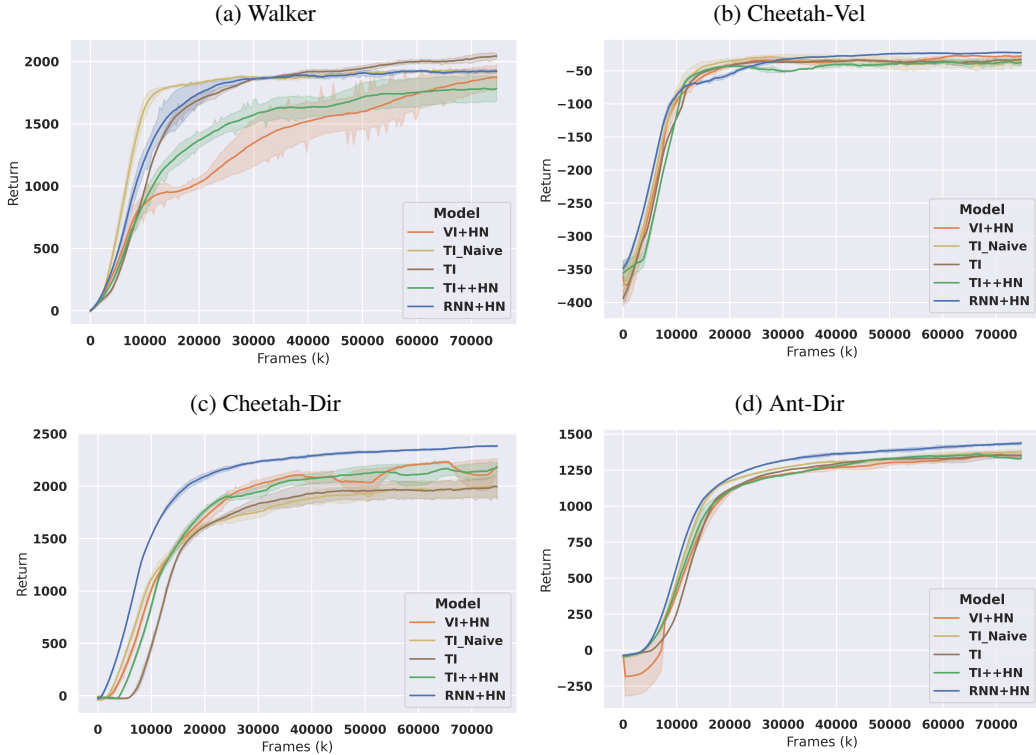 (a) Walker
2000
1500
1000
500
0
Return
0 10000 20000 30000 40000 50000 60000 70000
Frames (k)
Model
VI+HN
TI_Naive
TI
TI++HN
RNN+HN
(b) Cheetah-Vel
−50
−100
−150
−200
−250
−300
−350
−400
Return
0 10000 20000 30000 40000 50000 60000 70000
Frames (k)
Model
VI+HN
TI_Naive
TI
TI++HN
RNN+HN
(c) Cheetah-Dir
2500
2000
1500
1000
500
0
Return
0 10000 20000 30000 40000 50000 60000 70000
Frames (k)
Model
VI+HN
TI_Naive
TI
TI++HN
RNN+HN
(d) Ant-Dir
1500
1250
1000
750
500
250
0
−250
Return
0 10000 20000 30000 40000 50000 60000 70000
Frames (k)
Model
VI+HN
TI_Naive
TI
TI++HN
RNN+HN